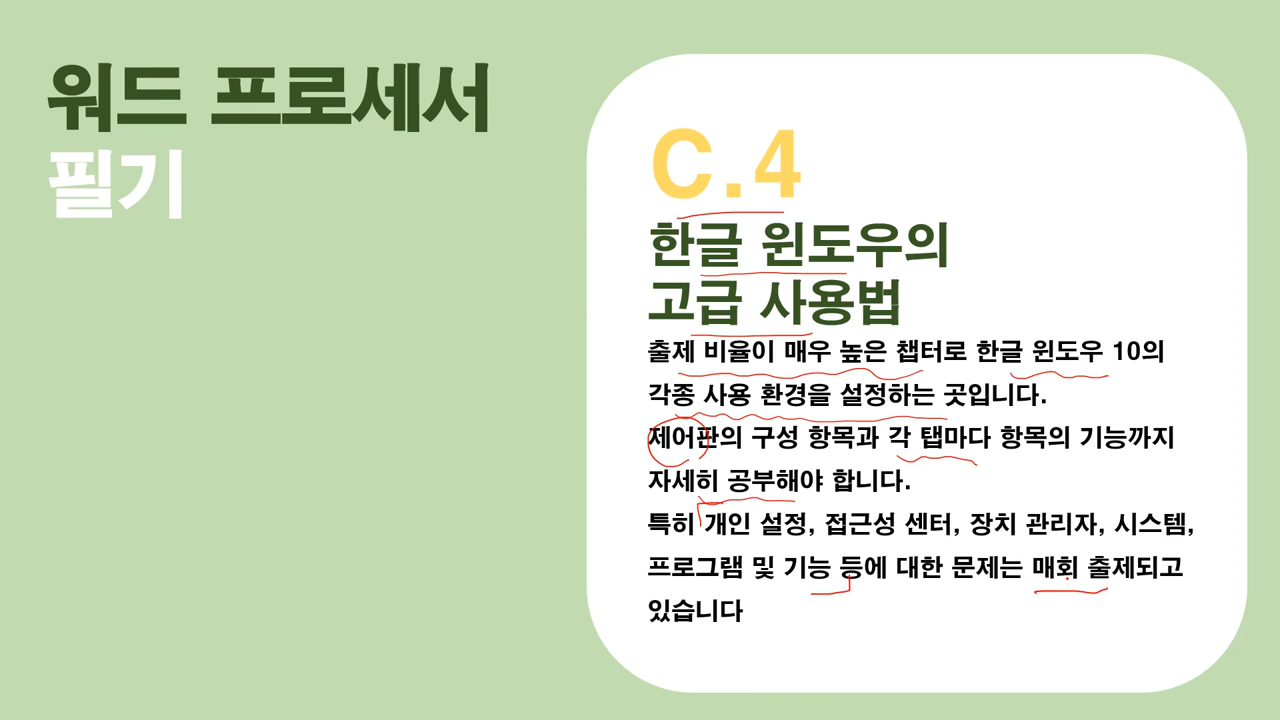 워드 프로세서
필기
C.4
한글 윈도우의
고급 사용법
출제 비율이 매우 높은 챕터로 한글 윈도우 10의
각종 사용 환경을 설정하는 곳입니다.
제어판의 구성 항목과 각 탭마다 항목의 기능까지
자세히 공부해야 합니다.
특히 개인 설정, 접근성 센터, 장치 관리자, 시스템,
프로그램 및 기능 등에 대한 문제는 매회 출제되고
있습니다